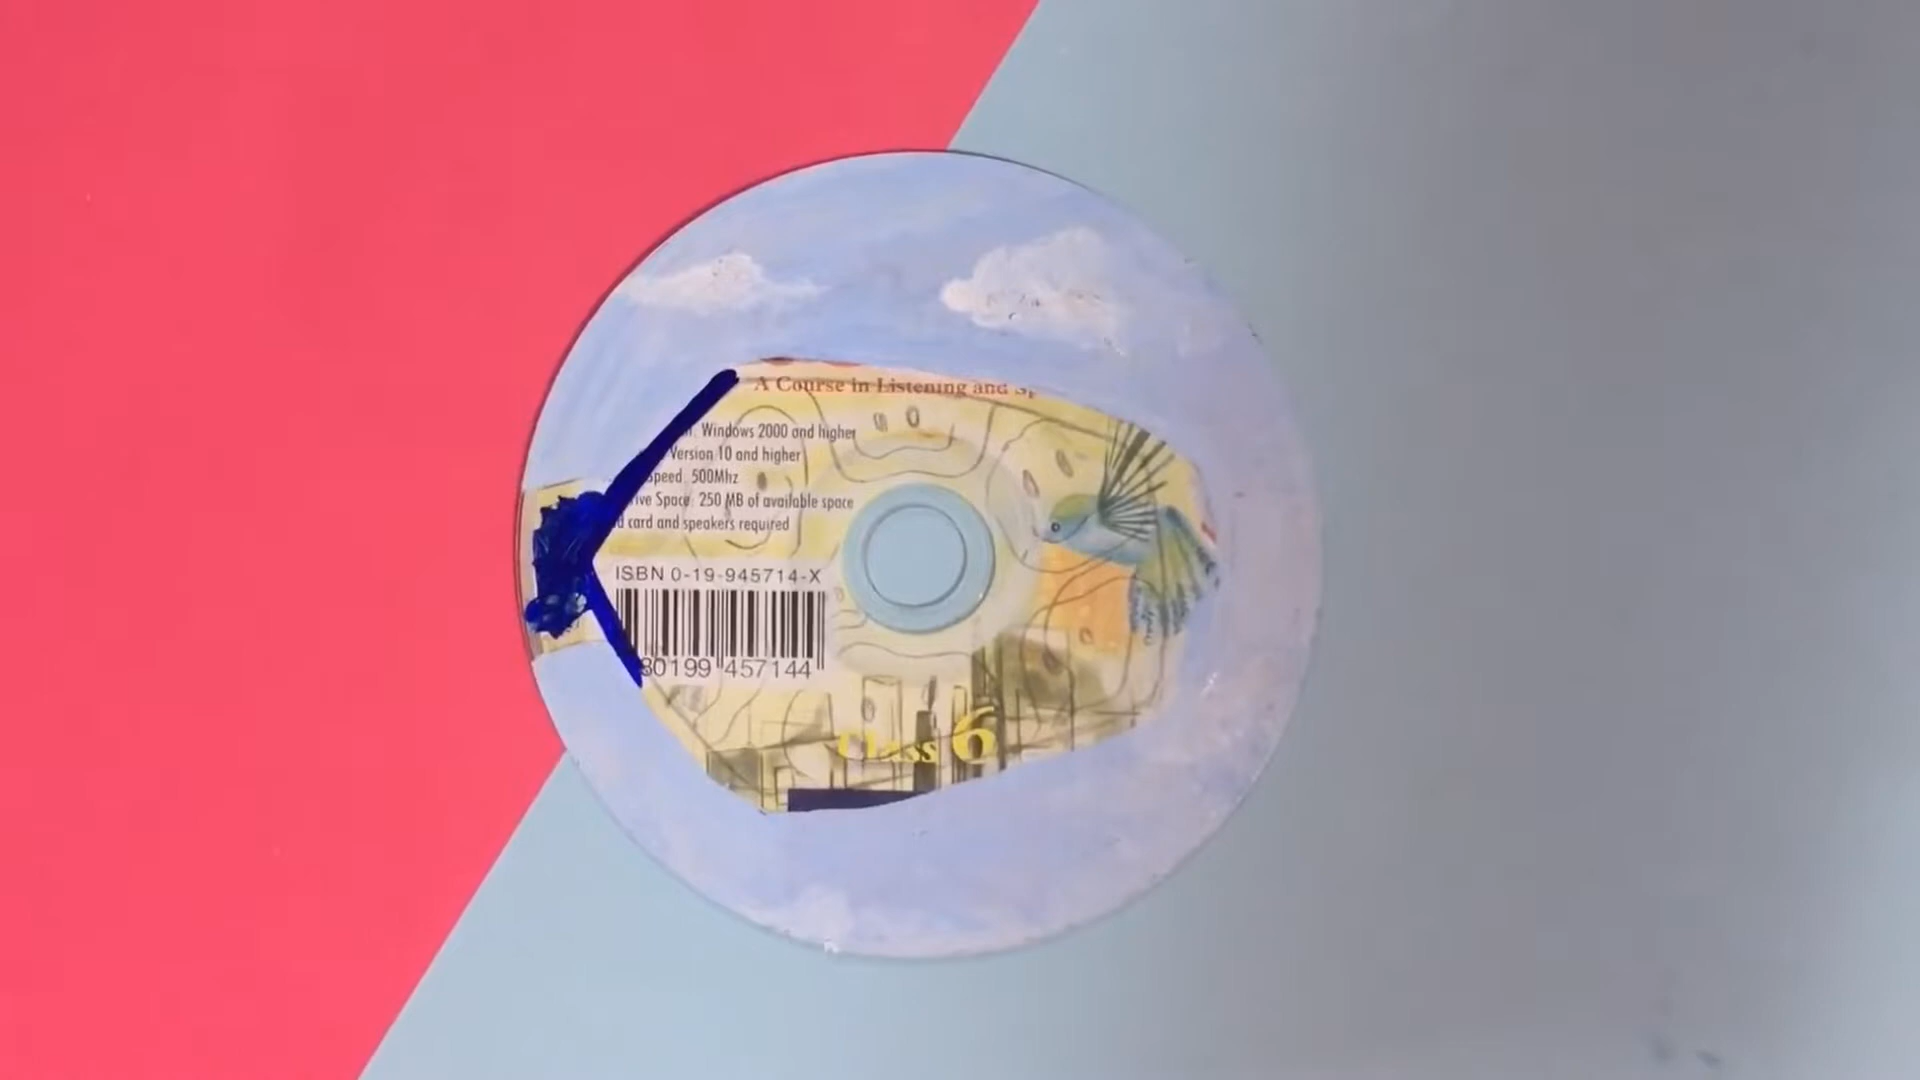 A Course in Listening and
Windows 2000 and higher
Version 10 and higher
Speed: 500Mhz
Space: 250 MB of available space
card and speakers required
ISBN 0-19-945714-X
80199 457144
Class 6